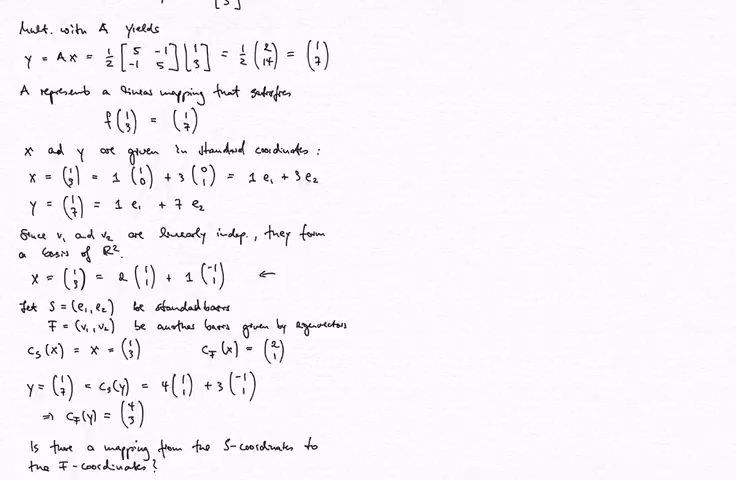 [3]
Mult. with A yields
y = Ax = 1/2 [5 -1; -1 5] [1; 3] = 1/2 (2; 14) = (1; 7)
A represents a linear mapping that satisfies
f(1; 3) = (1; 7)
x and y are given in standard coordinates:
x = (1; 3) = 1 (1; 0) + 3 (0; 1) = 1 e₁ + 3 e₂
y = (1; 7) = 1 e₁ + 7 e₂
Since v₁ and v₂ are linearly indep., they form
a basis of ℝ².
x = (1; 3) = 2 (1; 1) + 1 (-1; 1) ←
Let S = (e₁, e₂) be standard basis
F = (v₁, v₂) be another basis given by eigenvectors
c_S(x) = x = (1; 3) c_F(x) = (2; 1)
y = (1; 7) = c_S(y) = 4 (1; 1) + 3 (-1; 1)
⇒ c_F(y) = (4; 3)
Is there a mapping from the S-coordinates to
the F-coordinates?